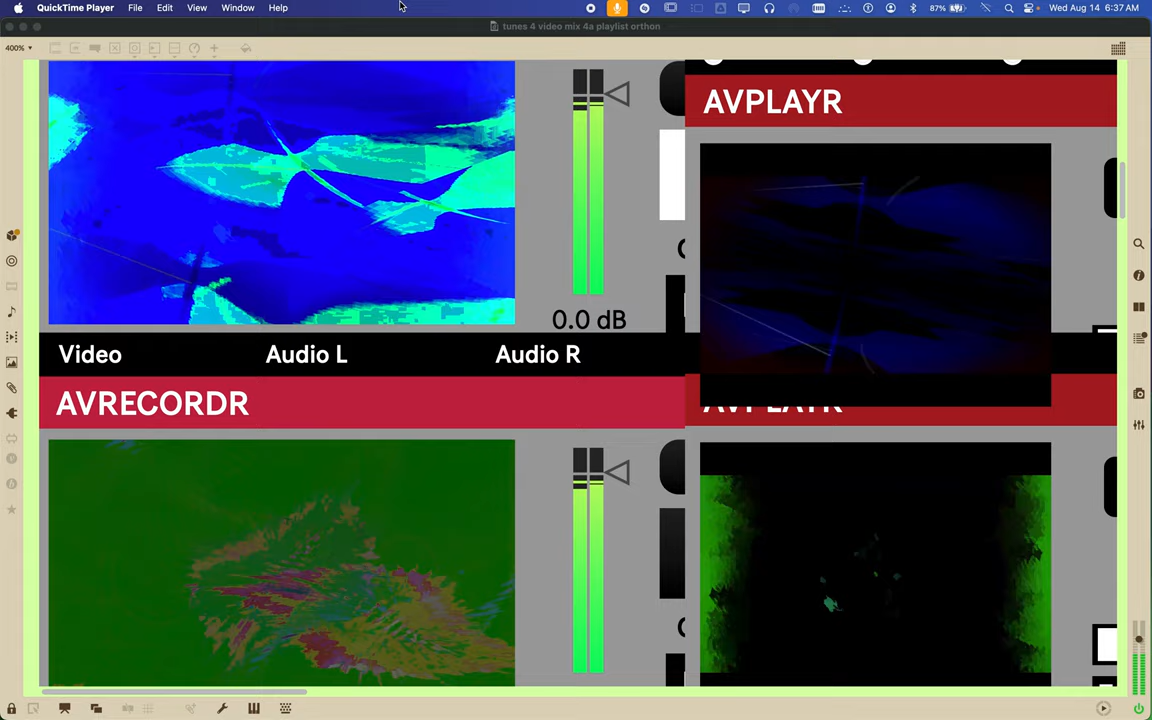 QuickTime Player File Edit View Window Help 87% Wed Aug 14 6:37 AM
tunes 4 video mix 4a playlist orthon
400%
AVPLAYR
0.0 dB
Video Audio L Audio R
AVRECORDR